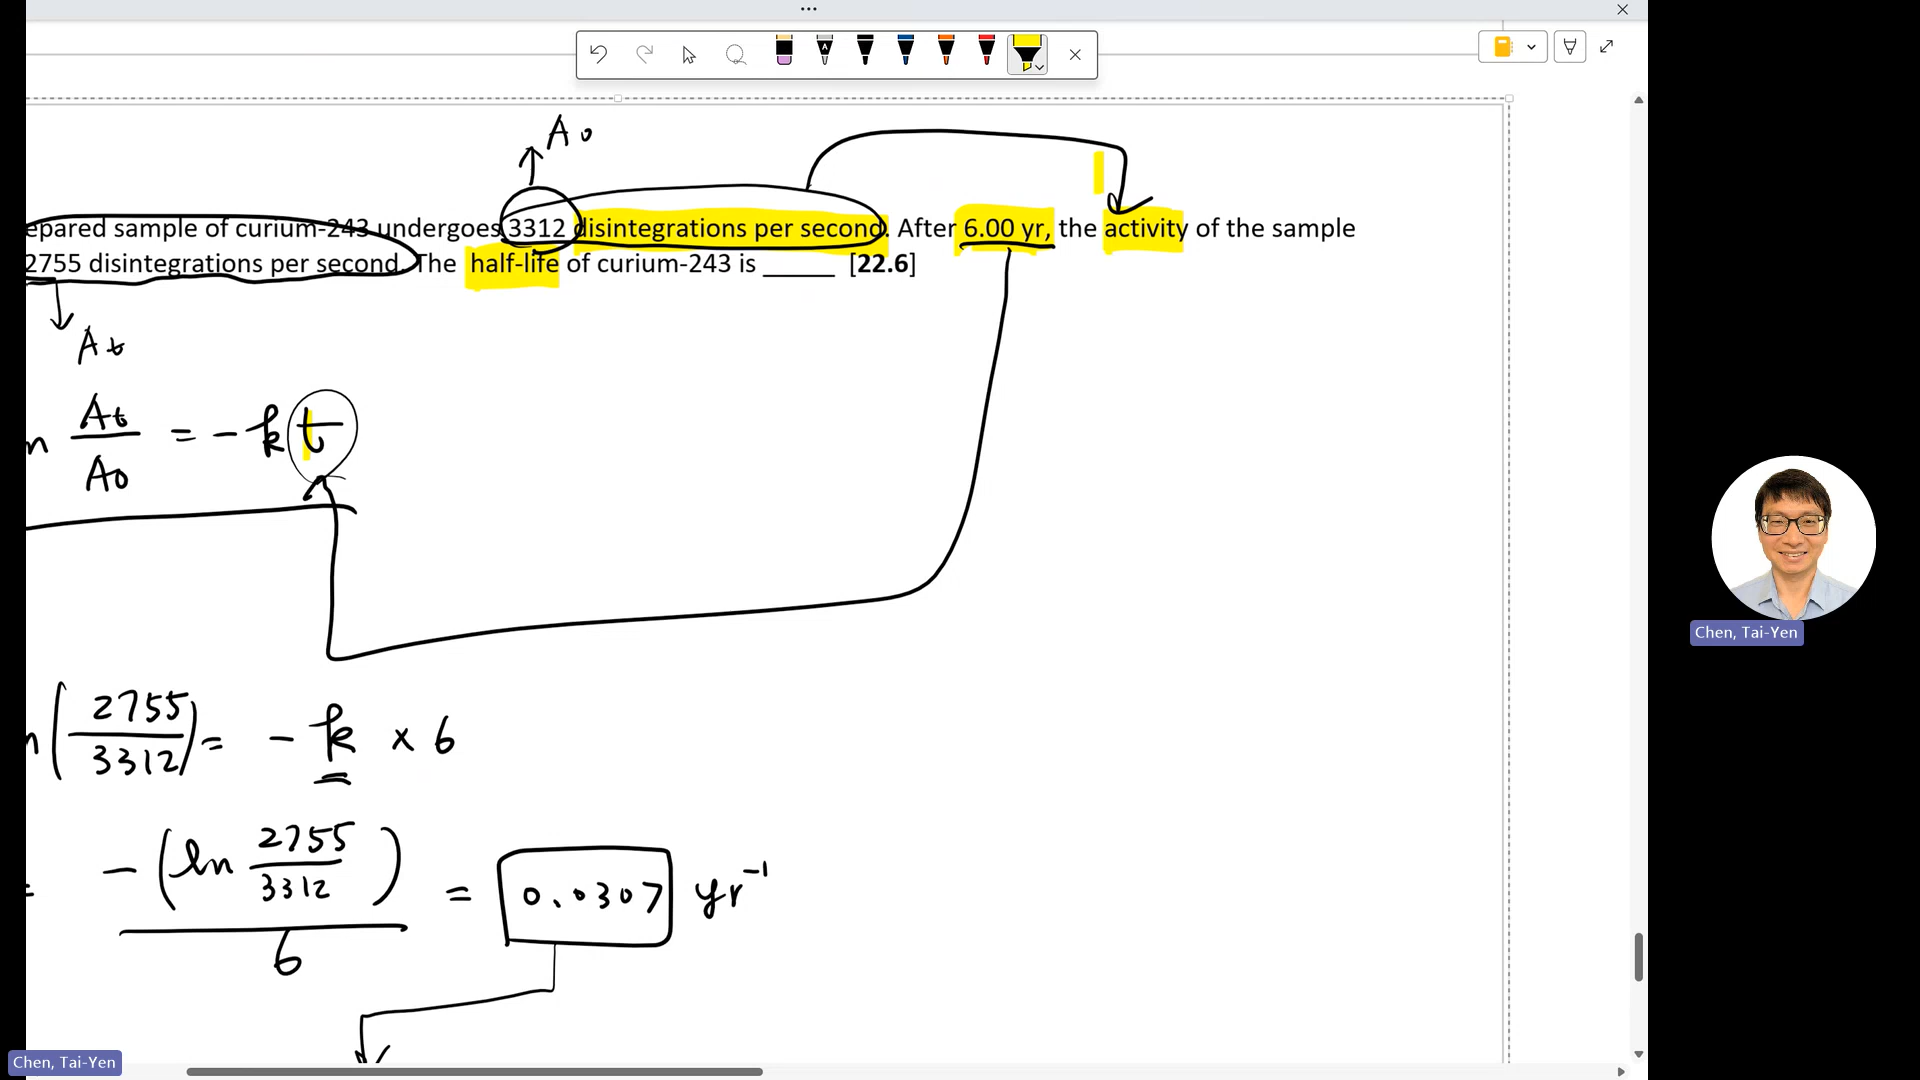 A0
epared sample of curium-243 undergoes 3312 disintegrations per second. After 6.00 yr, the activity of the sample
2755 disintegrations per second. The half-life of curium-243 is _____ [22.6]
At
n At/A0 = -kt
n(2755/3312) = -k × 6
= -(ln 2755/3312)/6 = 0.0307 yr⁻¹
Chen, Tai-Yen
Chen, Tai-Yen